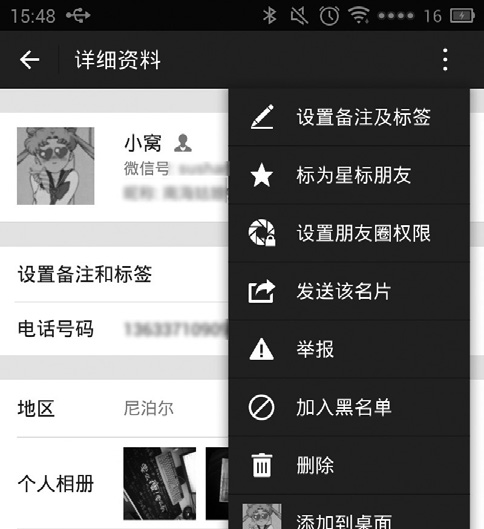 15:48 16
详细资料
设置备注及标签
小窝
微信号
标为星标朋友
设置朋友圈权限
设置备注和标签
发送该名片
电话号码
举报
地区 尼泊尔
加入黑名单
个人相册
删除
添加到桌面